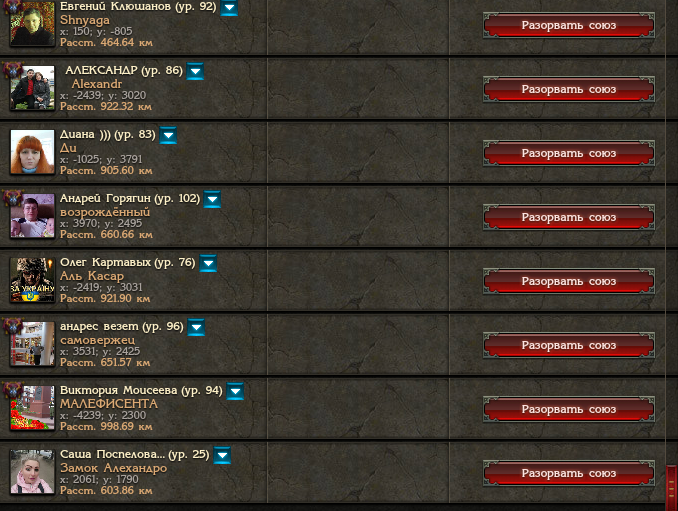 Евгений Клюшанов (ур. 92)
Shnyaga
x: 150; y: -805
Расст. 464.64 км
Разорвать союз
АЛЕКСАНДР (ур. 86)
Alexandr
x: -2439; y: 3020
Расст. 922.32 км
Разорвать союз
Диана ))) (ур. 83)
Ди
x: -1025; y: 3791
Расст. 905.60 км
Разорвать союз
Андрей Горягин (ур. 102)
возрождённый
x: 3970; y: 2495
Расст. 660.66 км
Разорвать союз
Олег Картавых (ур. 76)
Аль Касар
x: -2419; y: 3031
Расст. 921.90 км
ЗА УКРАЇНУ
Разорвать союз
андрес везет (ур. 96)
самовержец
x: 3531; y: 2425
Расст. 651.57 км
Разорвать союз
Виктория Моисеева (ур. 94)
МАЛЕФИСЕНТА
x: -4239; y: 2300
Расст. 998.69 км
Разорвать союз
Саша Поспелова... (ур. 25)
Замок Алехандро
x: 2061; y: 1790
Расст. 603.86 км
Разорвать союз